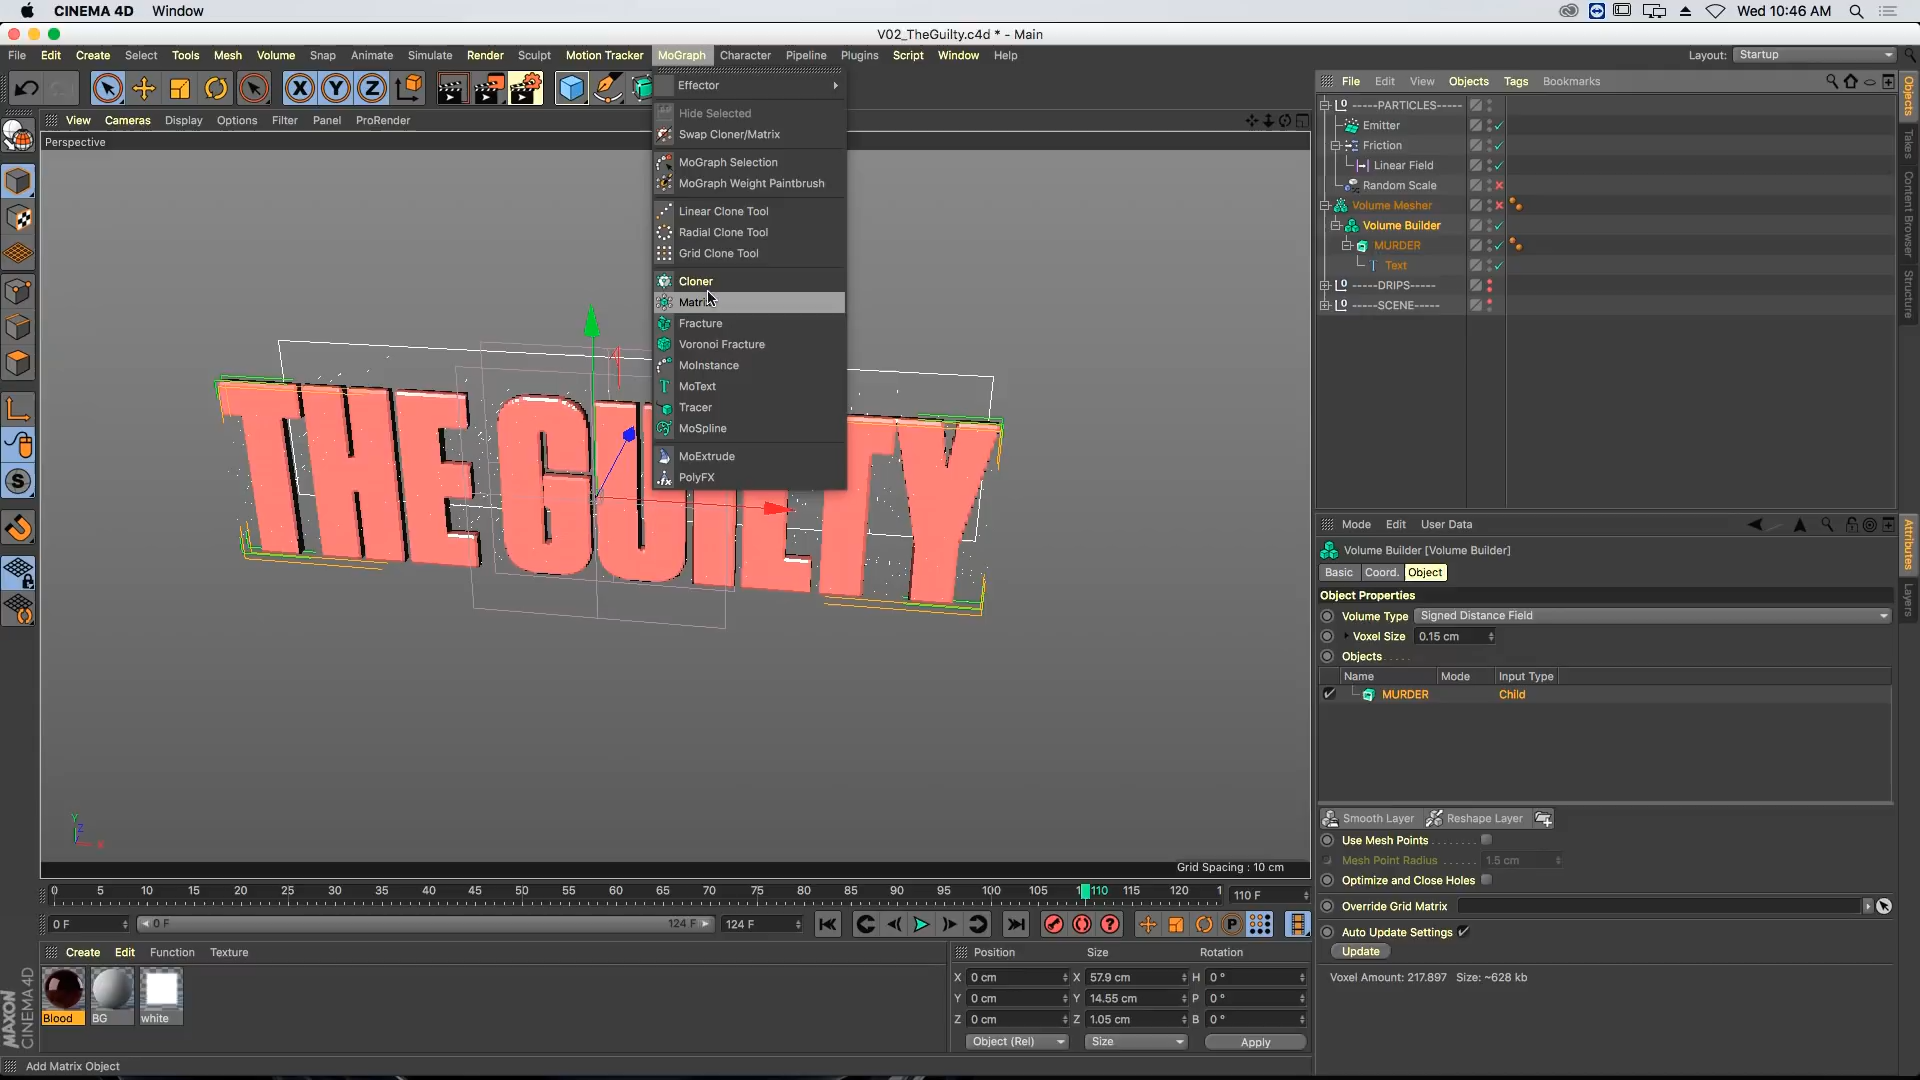 CINEMA 4D Window Wed 10:46 AM
V02_TheGuilty.c4d * - Main
File Edit Create Select Tools Mesh Volume Snap Animate Simulate Render Sculpt Motion Tracker MoGraph Character Pipeline Plugins Script Window Help Layout: Startup
X Y Z
File Edit View Objects Tags Bookmarks
View Cameras Display Options Filter Panel ProRender
Perspective
Effector
Hide Selected
Swap Cloner/Matrix
MoGraph Selection
MoGraph Weight Paintbrush
Linear Clone Tool
Radial Clone Tool
Grid Clone Tool
Cloner
Matrix
Fracture
Voronoi Fracture
MoInstance
MoText
Tracer
MoSpline
MoExtrude
PolyFX
-----PARTICLES-----
Emitter
Friction
Linear Field
Random Scale
Volume Mesher
Volume Builder
MURDER
Text
-----DRIPS-----
-----SCENE-----
Objects
Takes
Content Browser
Structure
THE GUILTY
Y
Z
X
Grid Spacing : 10 cm
Mode Edit User Data
Volume Builder [Volume Builder]
Basic Coord. Object
Object Properties
Volume Type Signed Distance Field
Voxel Size 0.15 cm
Objects
Name Mode Input Type
MURDER Child
Smooth Layer Reshape Layer
Use Mesh Points
Mesh Point Radius 1.5 cm
Optimize and Close Holes
Override Grid Matrix
Auto Update Settings
Update
Voxel Amount: 217.897 Size: ~628 kb
Attributes
Layers
0 5 10 15 20 25 30 35 40 45 50 55 60 65 70 75 80 85 90 95 100 105 110 115 120 110 F
0 F 0 F 124 F 124 F
Create Edit Function Texture
Blood BG white
Position Size Rotation
X 0 cm X 57.9 cm H 0 °
Y 0 cm Y 14.55 cm P 0 °
Z 0 cm Z 1.05 cm B 0 °
Object (Rel) Size Apply
MAXON
CINEMA 4D
Add Matrix Object